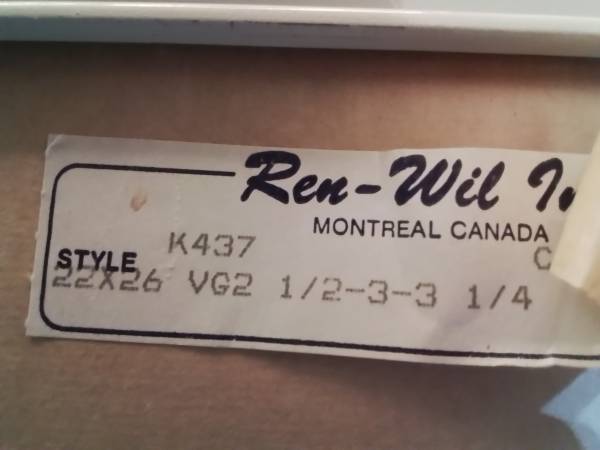 Ren-Wil
MONTREAL CANADA
STYLE K437
22X26 VG2 1/2-3-3 1/4